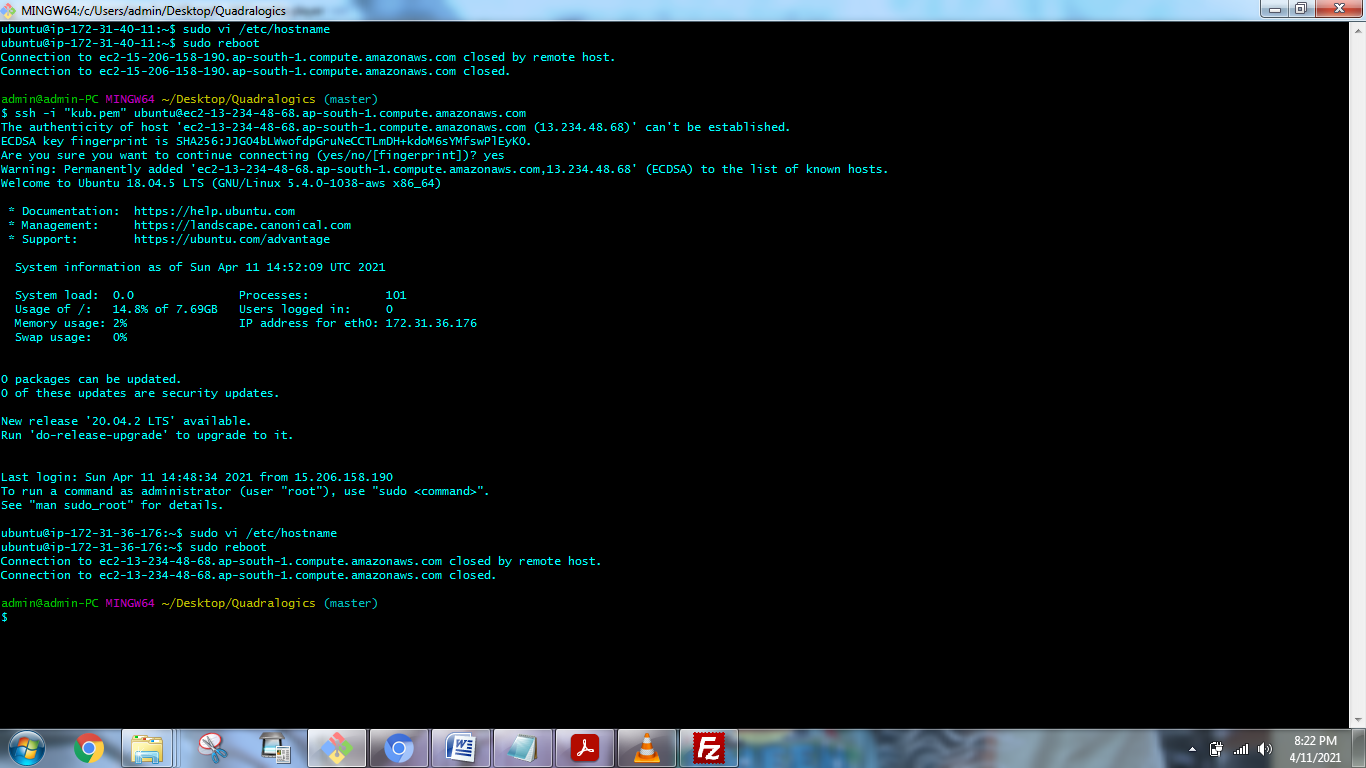 MINGW64:/c/Users/admin/Desktop/Quadralogics
ubuntu@ip-172-31-40-11:~$ sudo vi /etc/hostname
ubuntu@ip-172-31-40-11:~$ sudo reboot
Connection to ec2-15-206-158-190.ap-south-1.compute.amazonaws.com closed by remote host.
Connection to ec2-15-206-158-190.ap-south-1.compute.amazonaws.com closed.
admin@admin-PC MINGW64 ~/Desktop/Quadralogics (master)
$ ssh -i "kub.pem" ubuntu@ec2-13-234-48-68.ap-south-1.compute.amazonaws.com
The authenticity of host 'ec2-13-234-48-68.ap-south-1.compute.amazonaws.com (13.234.48.68)' can't be established.
ECDSA key fingerprint is SHA256:JJGO4bLWwofdpGruNeCCTLmDH+kdoM6sYMfswPlEyKO.
Are you sure you want to continue connecting (yes/no/[fingerprint])? yes
Warning: Permanently added 'ec2-13-234-48-68.ap-south-1.compute.amazonaws.com,13.234.48.68' (ECDSA) to the list of known hosts.
Welcome to Ubuntu 18.04.5 LTS (GNU/Linux 5.4.0-1038-aws x86_64)
* Documentation:  https://help.ubuntu.com
* Management:     https://landscape.canonical.com
* Support:        https://ubuntu.com/advantage
System information as of Sun Apr 11 14:52:09 UTC 2021
System load:  0.0               Processes:           101
Usage of /:   14.8% of 7.69GB   Users logged in:     0
Memory usage: 2%                IP address for eth0: 172.31.36.176
Swap usage:   0%
0 packages can be updated.
0 of these updates are security updates.
New release '20.04.2 LTS' available.
Run 'do-release-upgrade' to upgrade to it.
Last login: Sun Apr 11 14:48:34 2021 from 15.206.158.190
To run a command as administrator (user "root"), use "sudo <command>".
See "man sudo_root" for details.
ubuntu@ip-172-31-36-176:~$ sudo vi /etc/hostname
ubuntu@ip-172-31-36-176:~$ sudo reboot
Connection to ec2-13-234-48-68.ap-south-1.compute.amazonaws.com closed by remote host.
Connection to ec2-13-234-48-68.ap-south-1.compute.amazonaws.com closed.
admin@admin-PC MINGW64 ~/Desktop/Quadralogics (master)
$
8:22 PM
4/11/2021